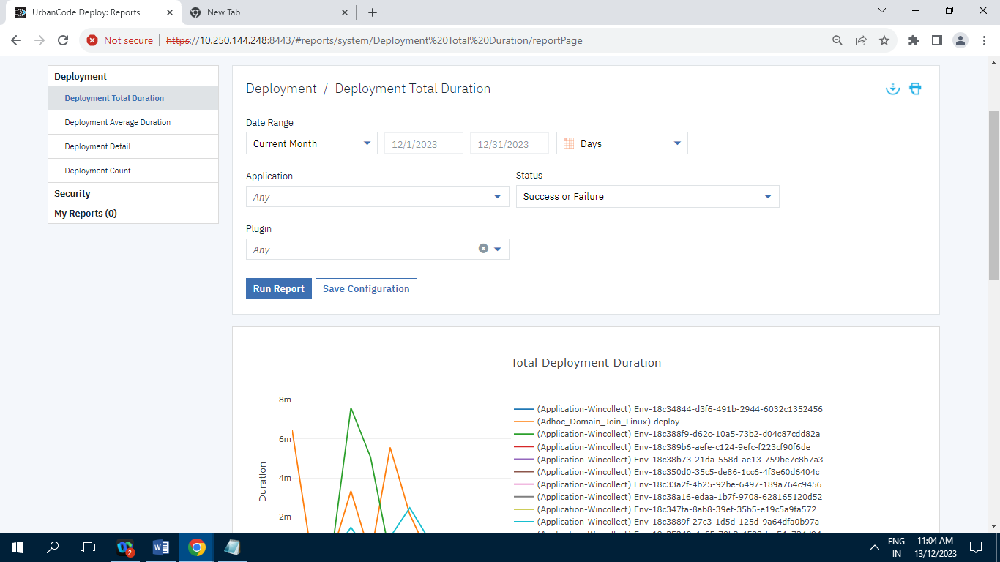 UrbanCode Deploy: Reports
New Tab
Not secure
https://10.250.144.248:8443/#reports/system/Deployment%20Total%20Duration/reportPage
Deployment
Deployment Total Duration
Deployment Average Duration
Deployment Detail
Deployment Count
Security
My Reports (0)
Deployment / Deployment Total Duration
Date Range
Current Month
12/1/2023
12/31/2023
Days
Application
Status
Any
Success or Failure
Plugin
Any
Run Report
Save Configuration
Total Deployment Duration
8m
6m
4m
2m
Duration
(Application-Wincollect) Env-18c34844-d3f6-491b-2944-6032c1352456
(Adhoc_Domain_Join_Linux) deploy
(Application-Wincollect) Env-18c388f9-d62c-10a5-73b2-d04c87cdd82a
(Application-Wincollect) Env-18c389b6-aefe-c124-9efc-f223cf90f6de
(Application-Wincollect) Env-18c38b73-21da-558d-ae13-759be7c8b7a3
(Application-Wincollect) Env-18c350d0-35c5-de86-1cc6-4f3e60d6404c
(Application-Wincollect) Env-18c33a2f-4b25-92be-6497-189a764c9456
(Application-Wincollect) Env-18c38a16-edaa-1b7f-9708-628165120d52
(Application-Wincollect) Env-18c347fa-8ab8-39ef-35b5-e19c5a9fa572
(Application-Wincollect) Env-18c3889f-27c3-1d5d-125d-9a64dfa0b97a
2
ENG
IN
11:04 AM
13/12/2023